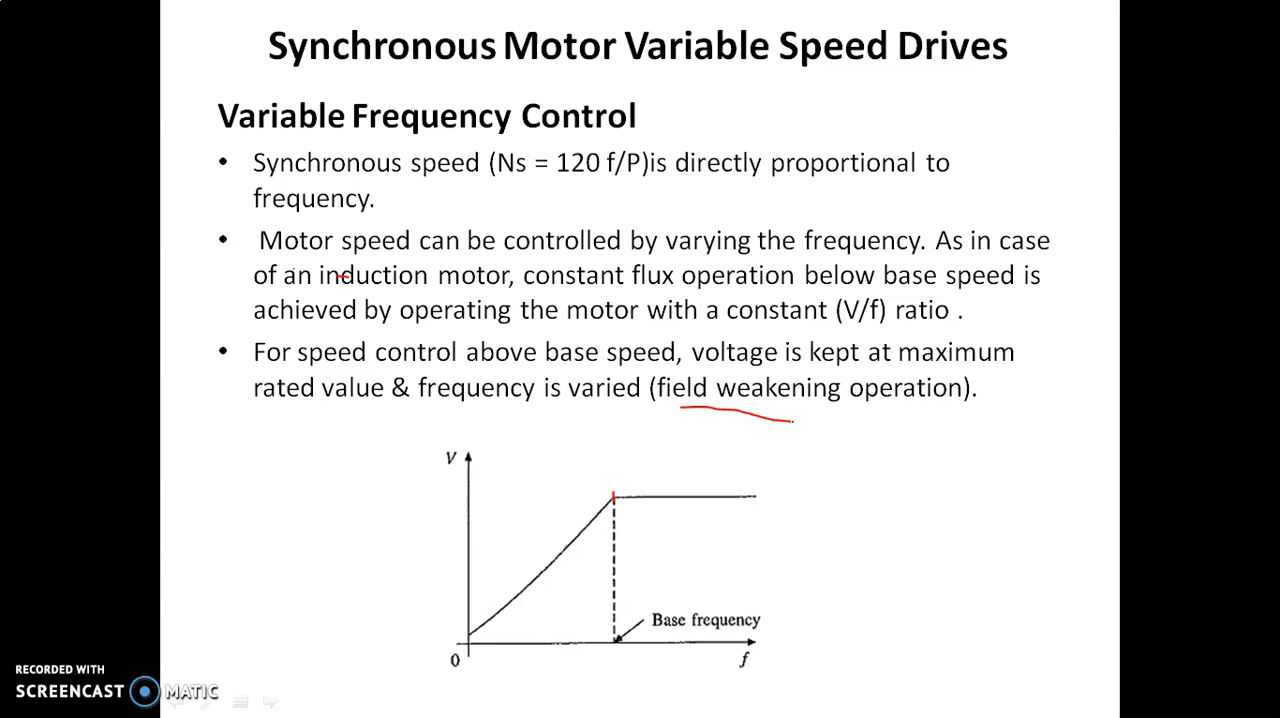 Synchronous Motor Variable Speed Drives
Variable Frequency Control
• Synchronous speed (Ns = 120 f/P)is directly proportional to
frequency.
• Motor speed can be controlled by varying the frequency. As in case
of an induction motor, constant flux operation below base speed is
achieved by operating the motor with a constant (V/f) ratio .
• For speed control above base speed, voltage is kept at maximum
rated value & frequency is varied (field weakening operation).
V
Base frequency
0
f
RECORDED WITH
SCREENCAST MATIC